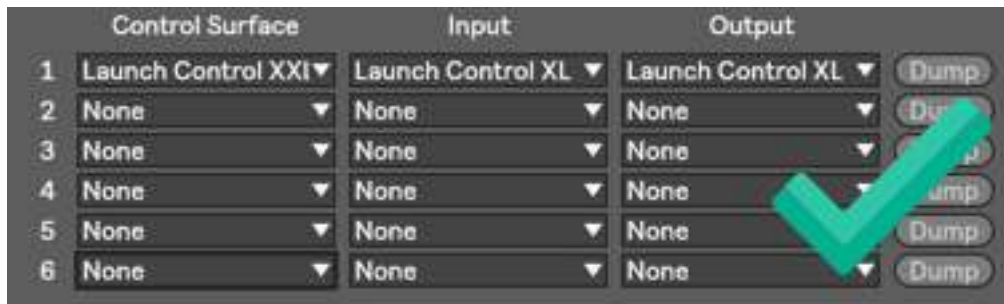 Control Surface Input Output
1 Launch Control XXL Launch Control XL Launch Control XL Dump
2 None None None Dump
3 None None None Dump
4 None None None Dump
5 None None None Dump
6 None None None Dump